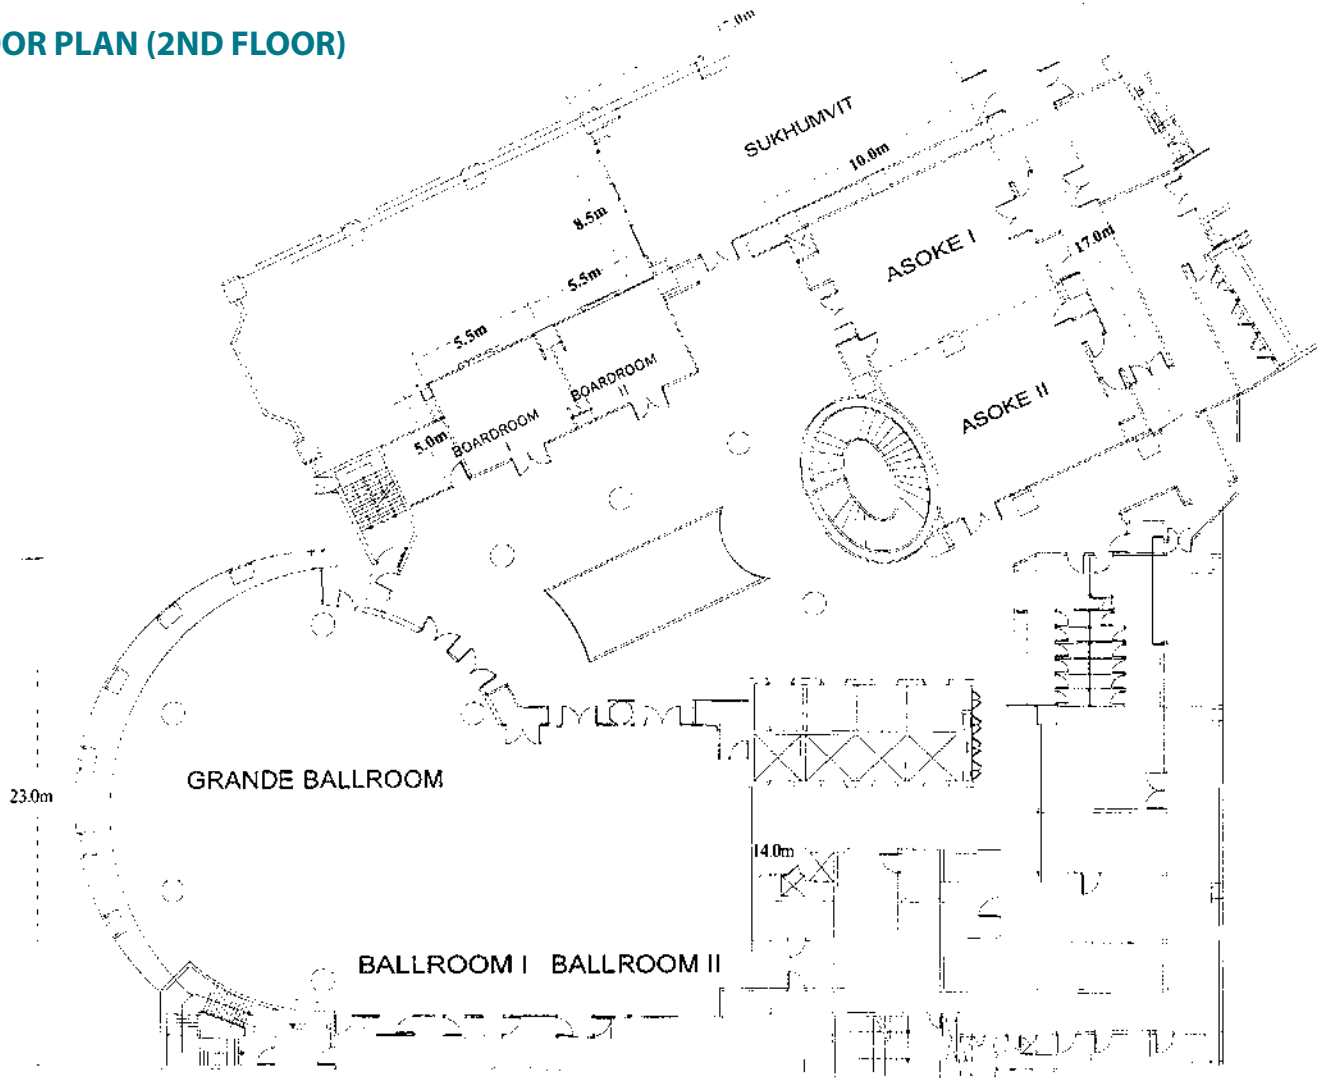 OOR PLAN (2ND FLOOR)
SUKHUMVIT
10.0m
8.5m
ASOKE I
17.0m
5.5m
5.5m
BOARDROOM
II
BOARDROOM
I
5.0m
ASOKE II
GRANDE BALLROOM
23.0m
14.0m
BALLROOM I BALLROOM II